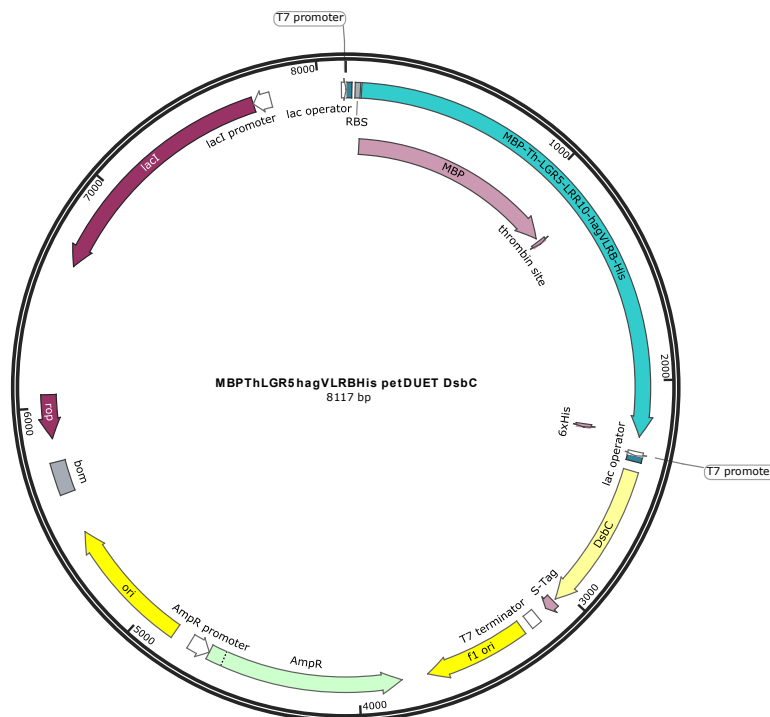 T7 promoter
8000
lac operator
RBS
lacI promoter
lacI
MBP-Th-LGR5-LRR10-hagVLRB-His
1000
MBP
7000
thrombin site
MBPThLGR5hagVLRBHis petDUET DsbC
8117 bp
2000
rop
6000
6xHis
lac operator
T7 promote
bom
DsbC
S-Tag
3000
T7 terminator
f1 ori
ori
AmpR promoter
5000
AmpR
4000